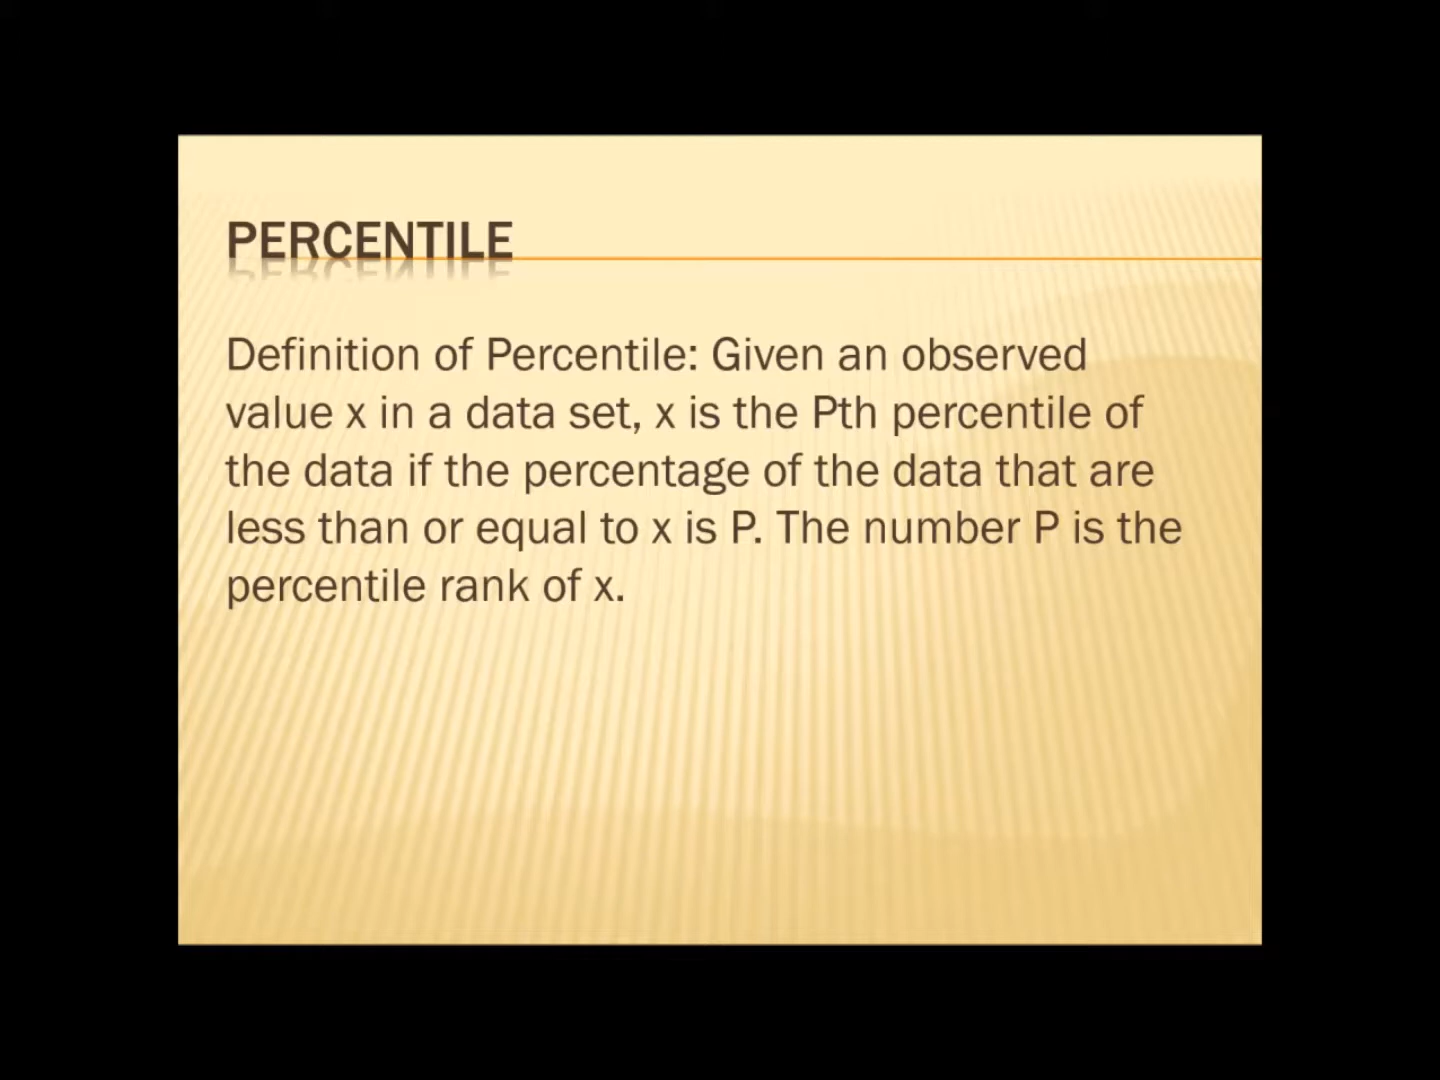 PERCENTILE
Definition of Percentile: Given an observed
value x in a data set, x is the Pth percentile of
the data if the percentage of the data that are
less than or equal to x is P. The number P is the
percentile rank of x.